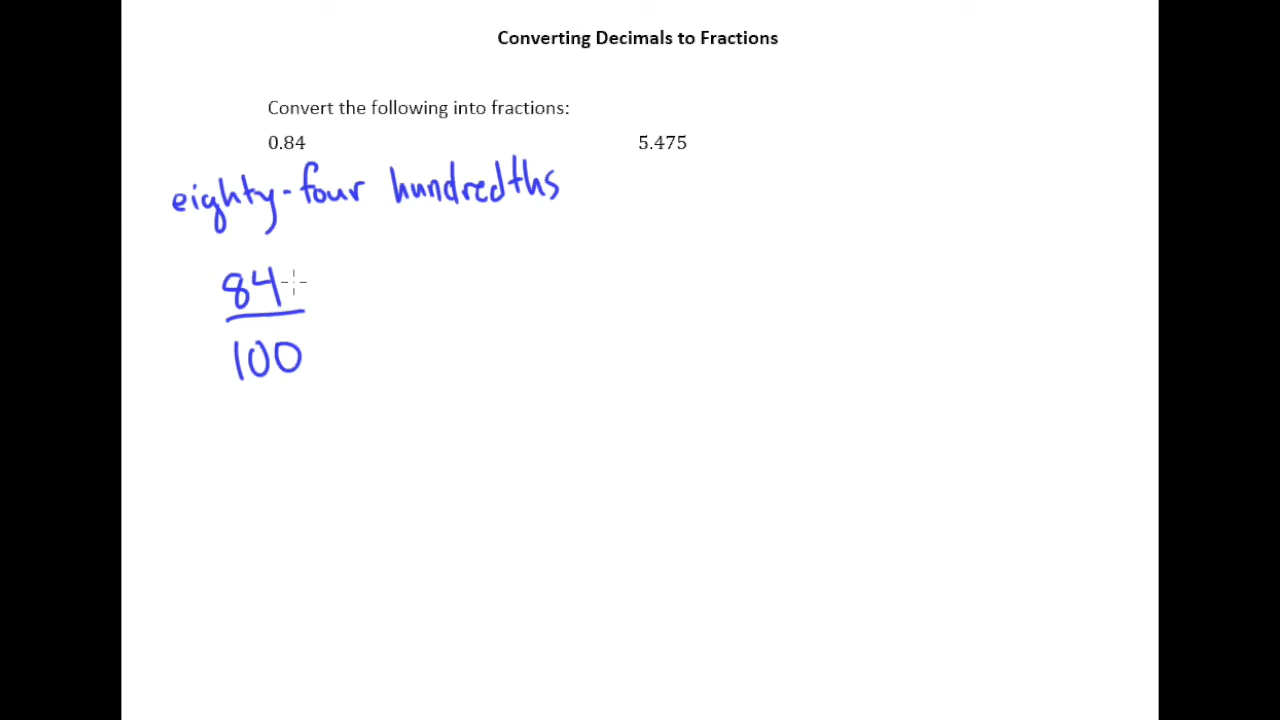 Converting Decimals to Fractions
Convert the following into fractions:
0.84 5.475
eighty-four hundredths
84
100